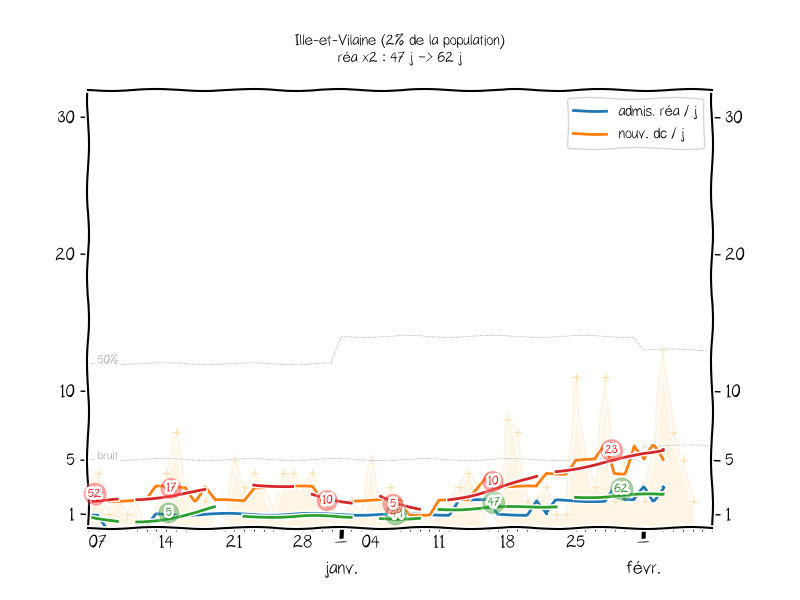 Ille-et-Vilaine (2% de la population)
réa x2 : 47 j -> 62 j
admis. réa / j
nouv. dc / j
30 30
20 20
50%
10 10
bruit
5 5
1 1
52 17 5 10 5 10 47 23 62
07 14 21 28 04 11 18 25
janv. févr.